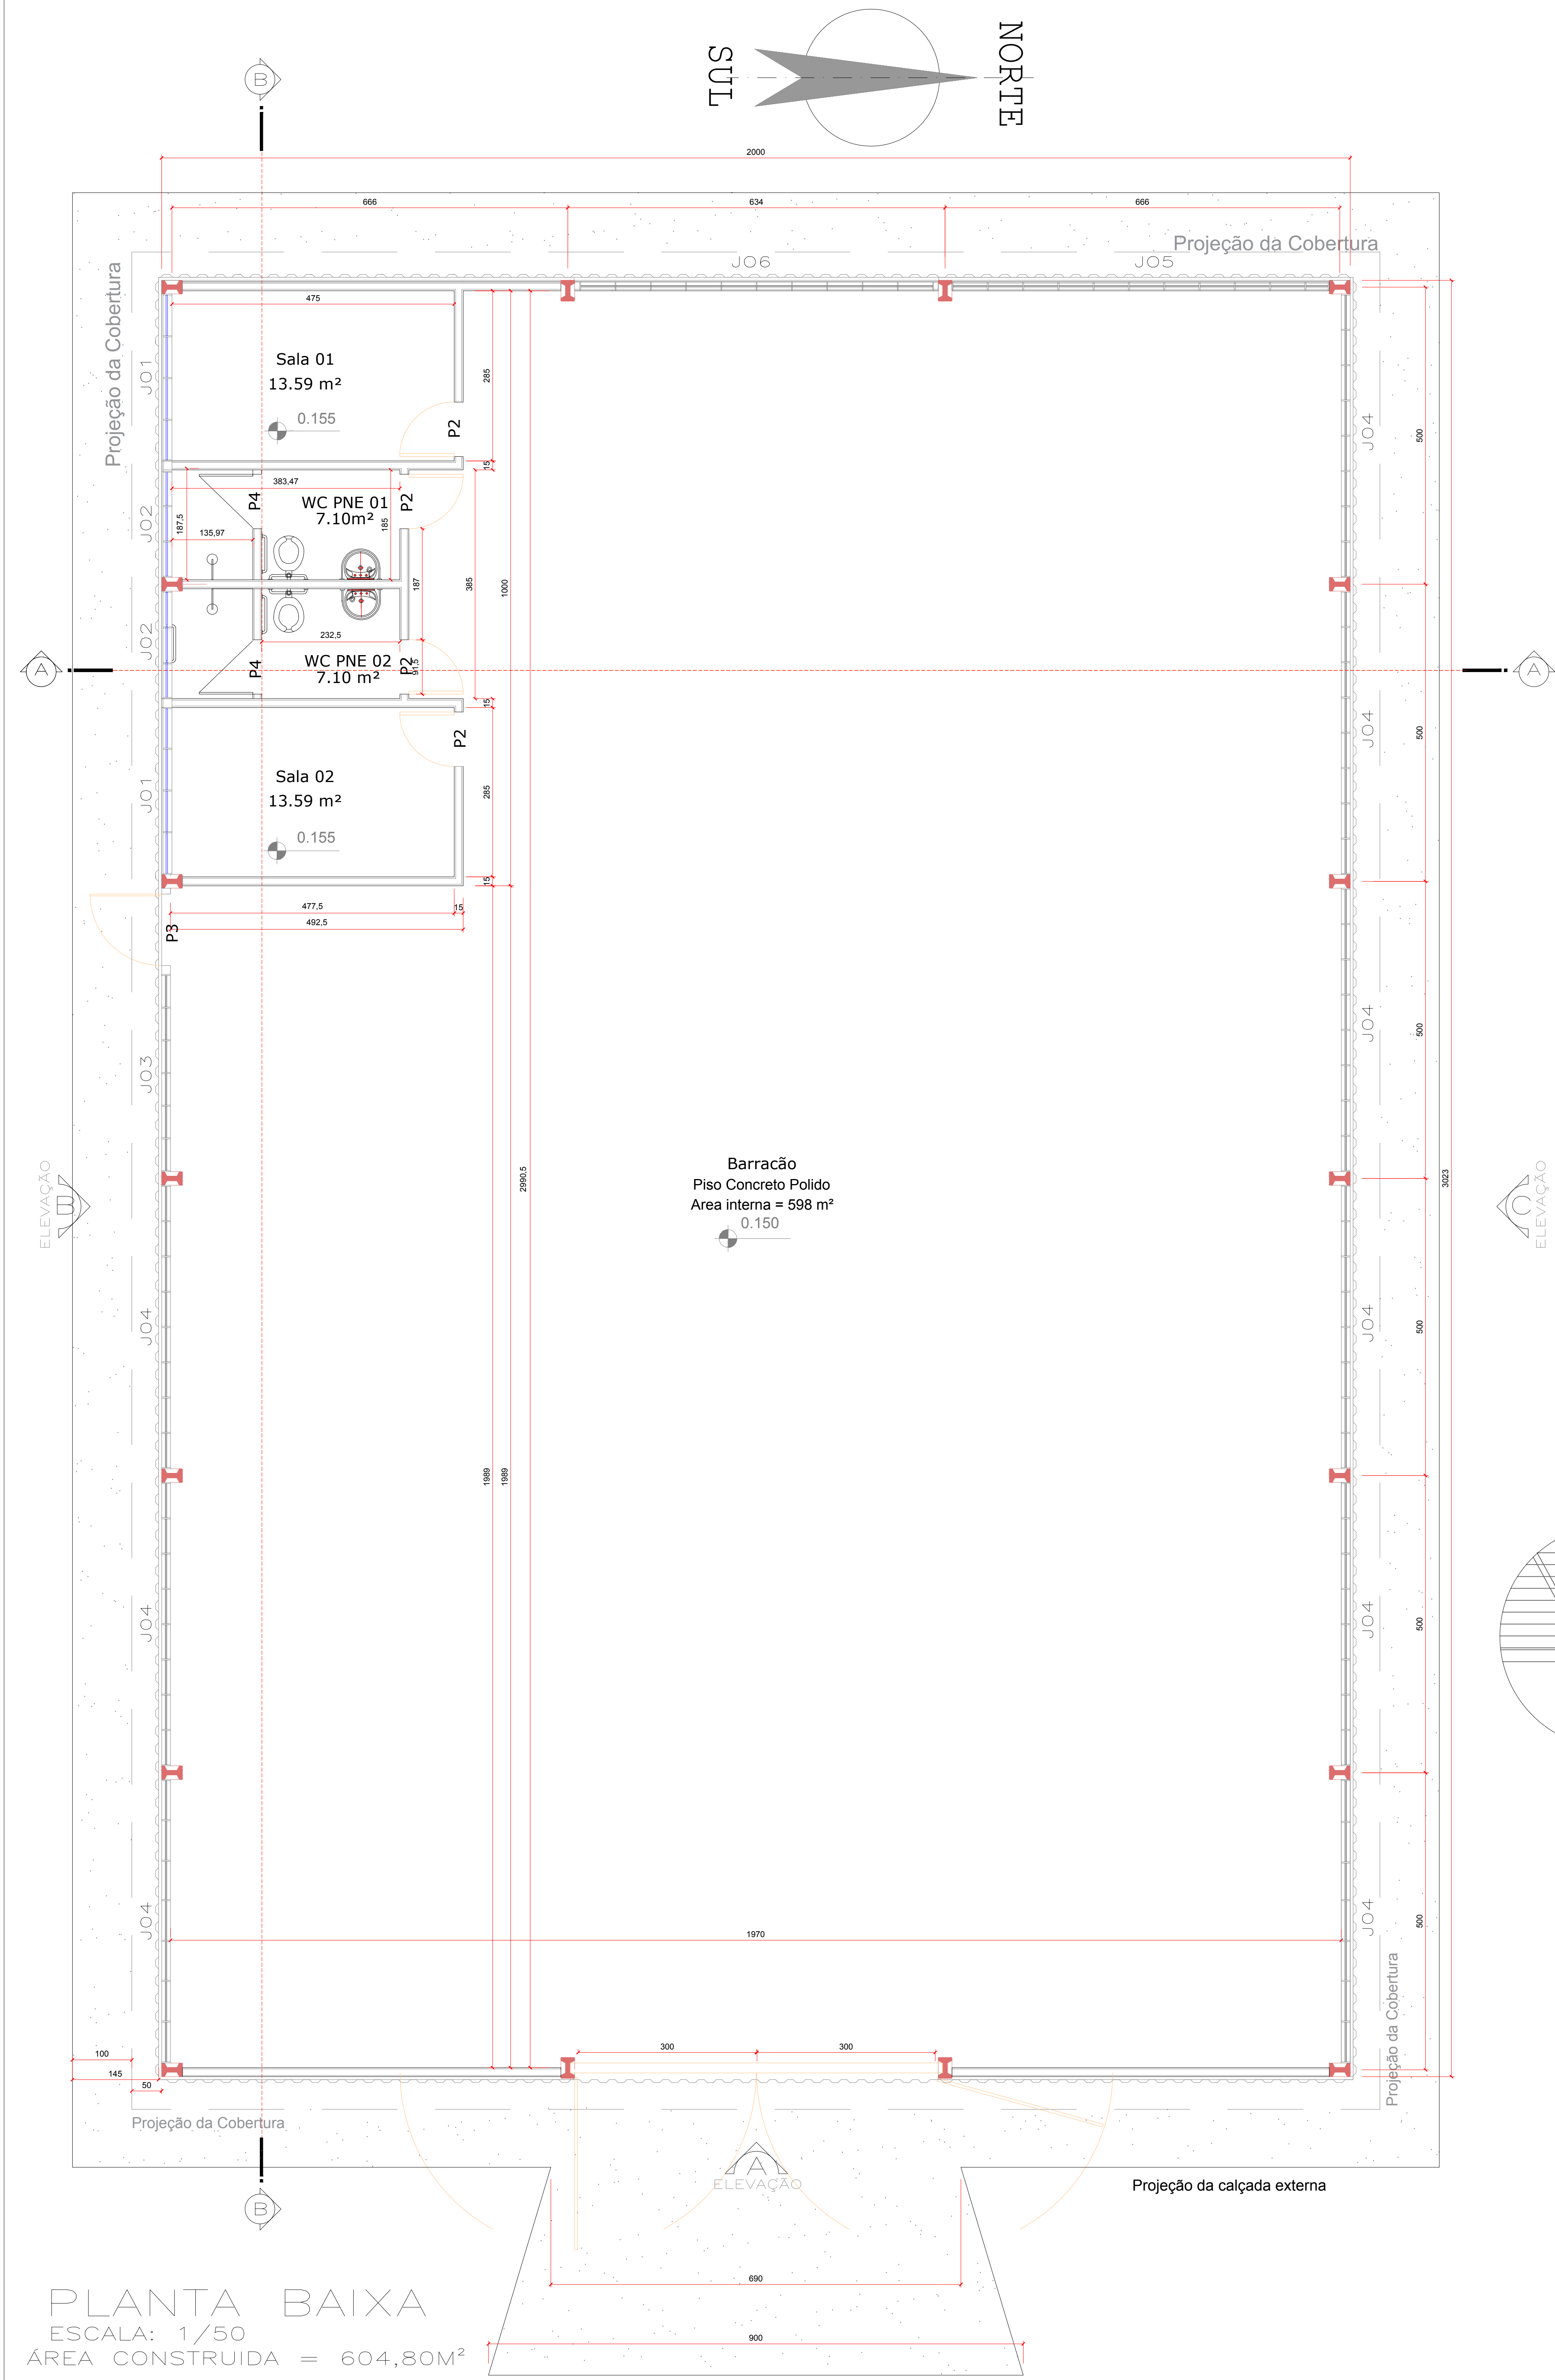 SUL
NORTE
B
2000
666
634
666
Projeção da Cobertura
JO6
JO5
Projeção da Cobertura
475
Sala 01
13.59 m²
0.155
JO1
285
P2
JO4
500
15
383,47
WC PNE 01
7.10m²
P4
P2
187,5
185
JO2
135,97
187
385
1000
232,5
JO2
WC PNE 02
7.10 m²
P4
P2
91,5
A
A
15
P2
JO4
500
Sala 02
13.59 m²
0.155
JO1
285
15
477,5
15
492,5
P3
JO4
500
JO3
Barracão
Piso Concreto Polido
Area interna = 598 m²
0.150
2990,5
3023
ELEVAÇÃO
B
C
ELEVAÇÃO
JO4
JO4
500
1989
1989
JO4
JO4
500
JO4
JO4
500
1970
Projeção da Cobertura
300
300
100
145
50
Projeção da Cobertura
A
ELEVAÇÃO
Projeção da calçada externa
B
690
900
PLANTA BAIXA
ESCALA: 1/50
ÁREA CONSTRUIDA = 604,80M²